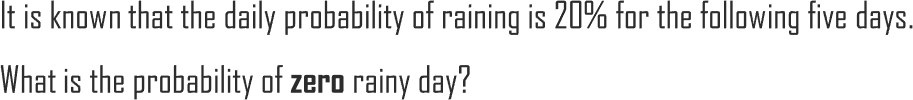 It is known that the daily probability of raining is 20% for the following five days.
What is the probability of zero rainy day?